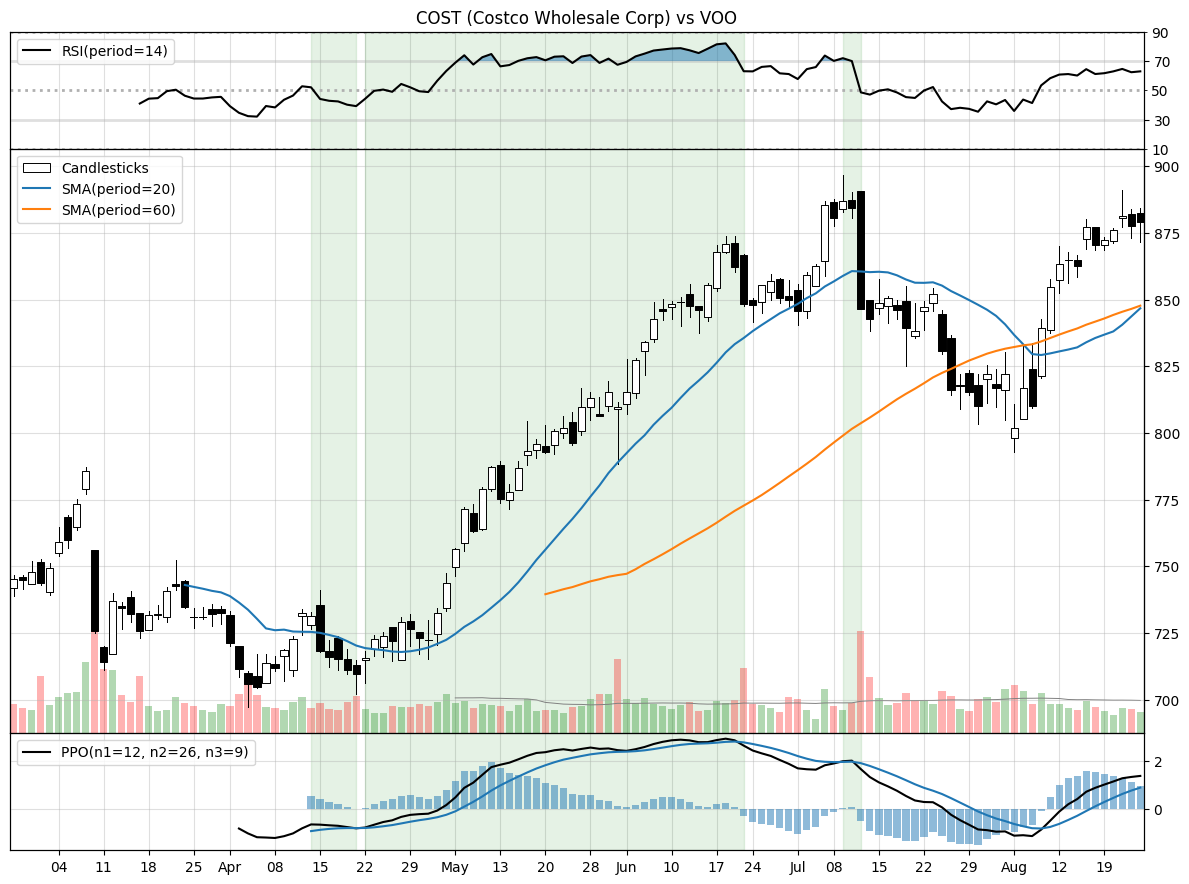 COST (Costco Wholesale Corp) vs VOO
RSI(period=14)
90
70
50
30
10
Candlesticks
SMA(period=20)
SMA(period=60)
900
875
850
825
800
775
750
725
700
PPO(n1=12, n2=26, n3=9)
2
0
04 11 18 25 Apr 08 15 22 29 May 13 20 28 Jun 10 17 24 Jul 08 15 22 29 Aug 12 19